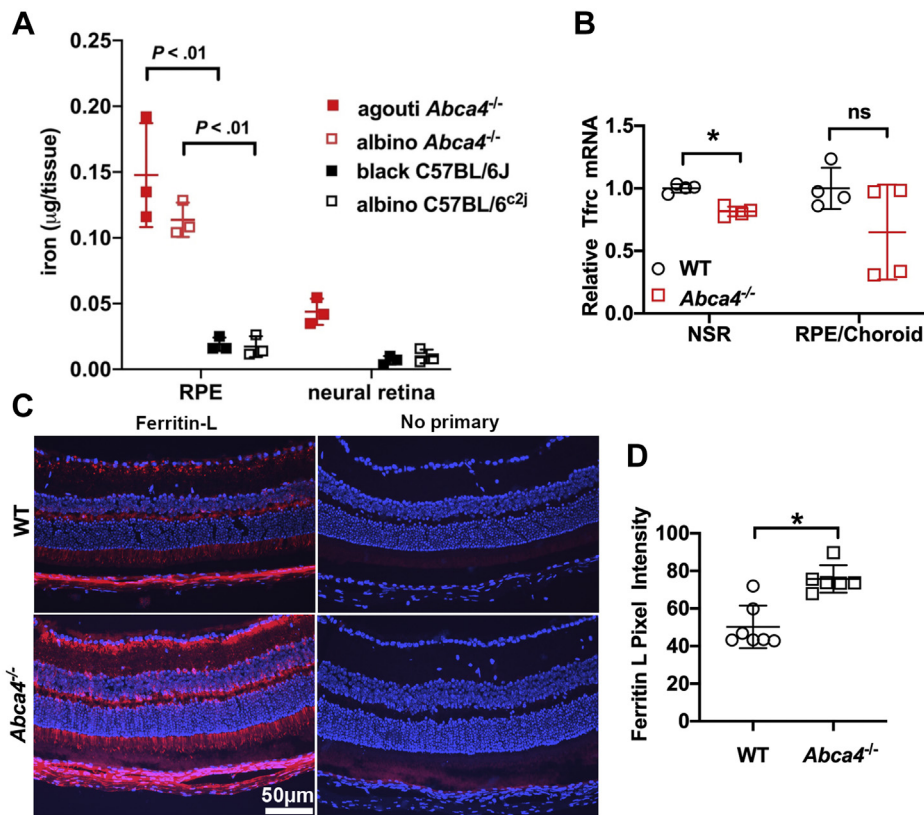 A
0.25
0.20
0.15
0.10
0.05
0.00
iron (μg/tissue)
P < .01
P < .01
agouti Abca4-/-
albino Abca4-/-
black C57BL/6J
albino C57BL/6c2j
RPE
neural retina
B
1.5
1.0
0.5
0.0
Relative Tfrc mRNA
*
ns
WT
Abca4-/-
NSR
RPE/Choroid
C
Ferritin-L
No primary
WT
Abca4-/-
50μm
D
100
80
60
40
20
0
Ferritin L Pixel Intensity
*
WT
Abca4-/-